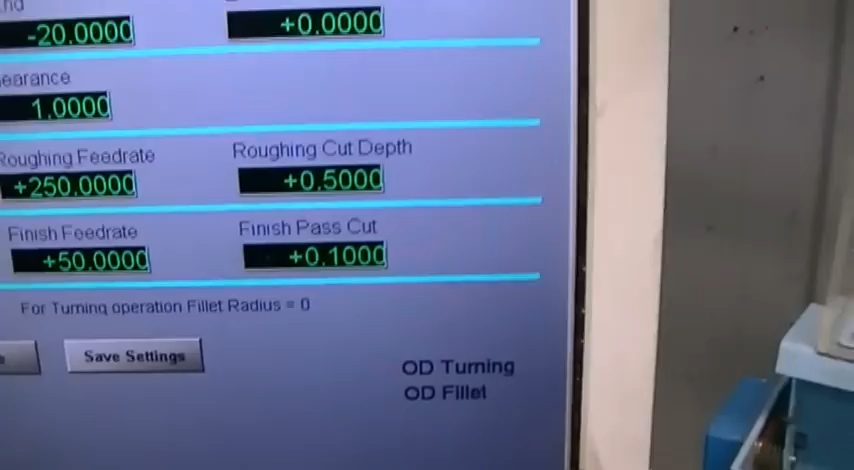 -20.0000 +0.0000
earance
1.0000
Roughing Feedrate Roughing Cut Depth
+250.0000 +0.5000
Finish Feedrate Finish Pass Cut
+50.0000 +0.1000
For Turning operation Fillet Radius = 0
Save Settings
OD Turning
OD Fillet